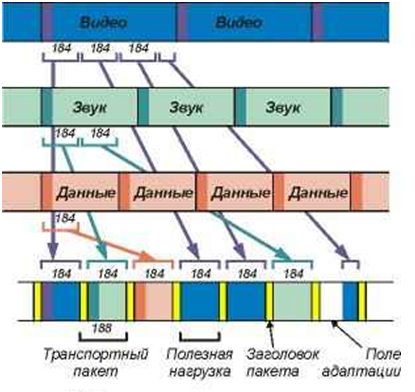 Видео Видео
184 184 184
Звук Звук Звук
184 184
Данные Данные Данные Данные
184
184 184 184 184 184 184
188
Транспортный пакет
Полезная нагрузка
Заголовок пакета
Поле адаптации